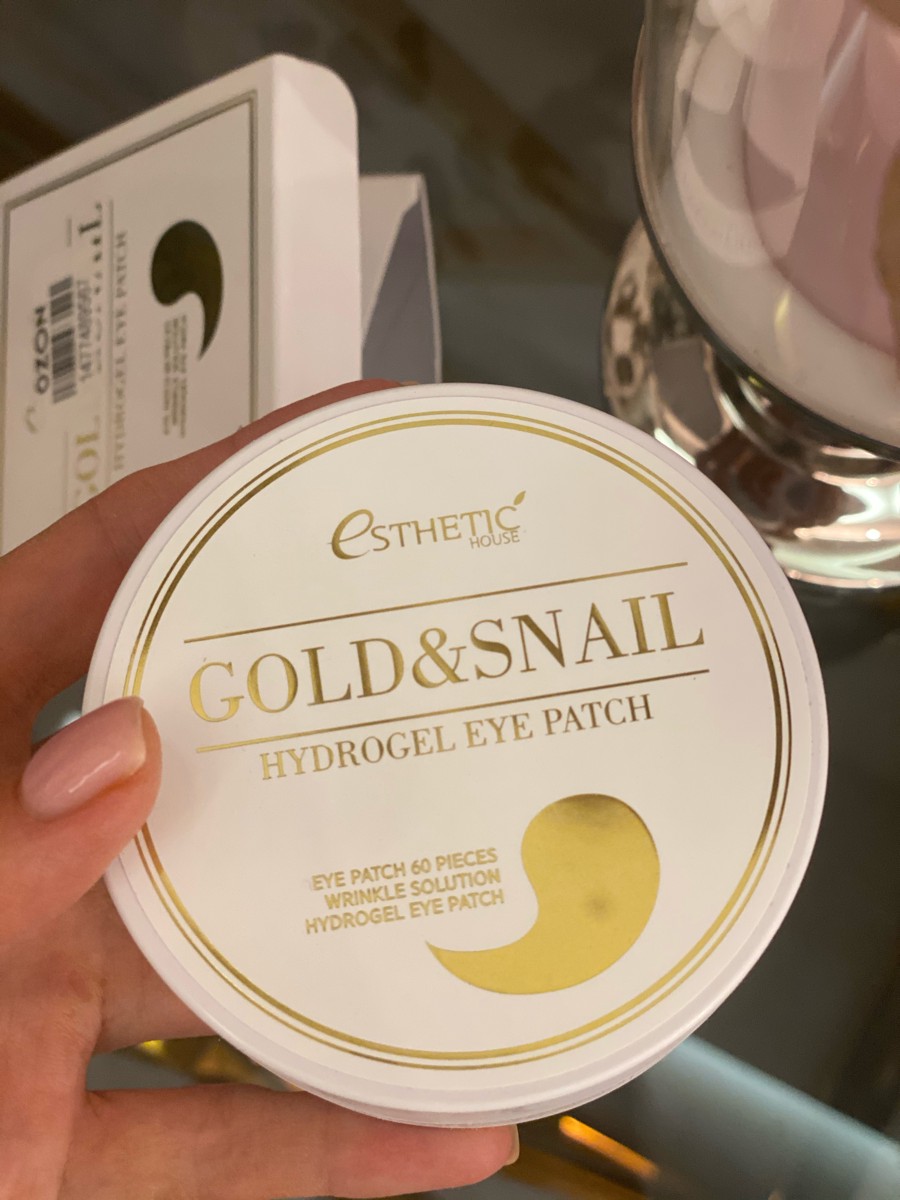 esthetic
HOUSE
GOLD&SNAIL
HYDROGEL EYE PATCH
EYE PATCH 60 PIECES
WRINKLE SOLUTION
HYDROGEL EYE PATCH
OZON
HYDROGEL EYE PATCH